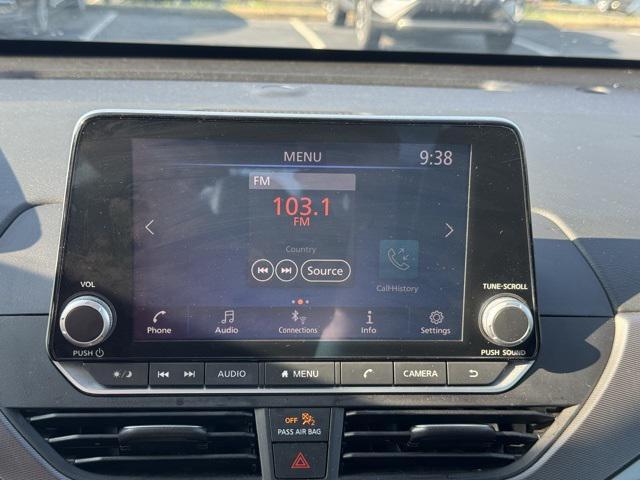 MENU 9:38
FM
103.1
FM
Country
Source
Call-History
VOL
TUNE•SCROLL
Phone Audio Connections Info Settings
PUSH
PUSH SOUND
AUDIO MENU CAMERA
OFF 2
PASS AIR BAG